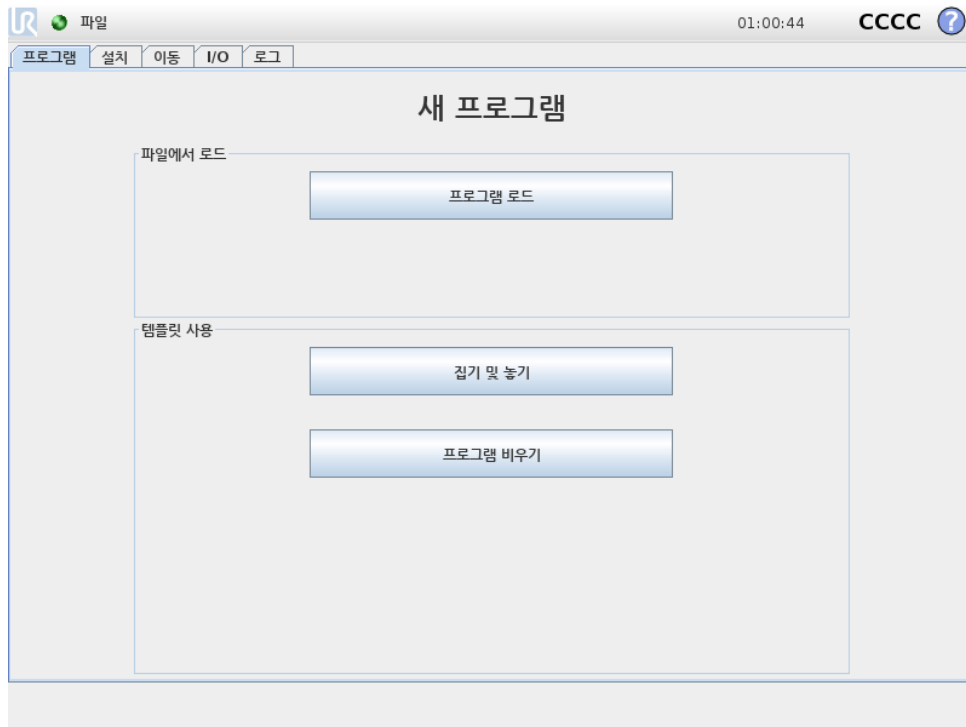 UR 파일 01:00:44 CCCC ?
프로그램 설치 이동 I/O 로그
새 프로그램
파일에서 로드
프로그램 로드
템플릿 사용
집기 및 놓기
프로그램 비우기